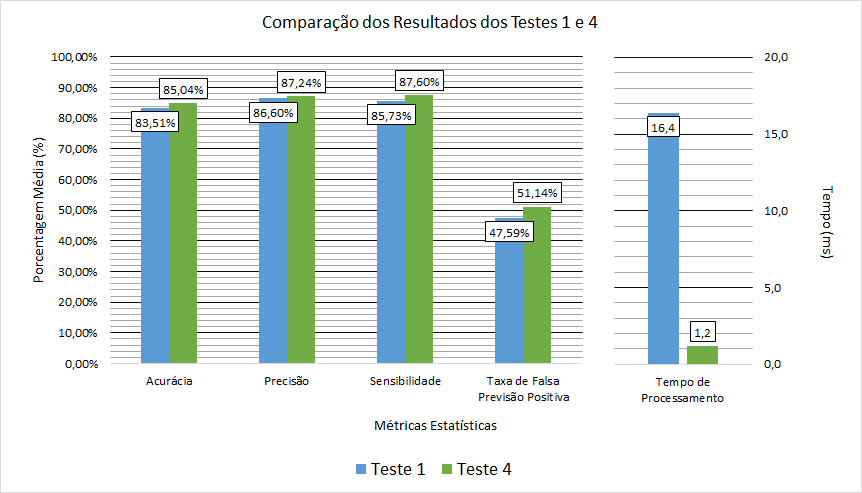 Comparação dos Resultados dos Testes 1 e 4
100,00%
90,00%
80,00%
70,00%
60,00%
50,00%
40,00%
30,00%
20,00%
10,00%
0,00%
Porcentagem Média (%)
83,51%
85,04%
86,60%
87,24%
85,73%
87,60%
47,59%
51,14%
16,4
1,2
20,0
15,0
10,0
5,0
0,0
Tempo (ms)
Acurácia
Precisão
Sensibilidade
Taxa de Falsa
Previsão Positiva
Tempo de
Processamento
Métricas Estatísticas
Teste 1
Teste 4